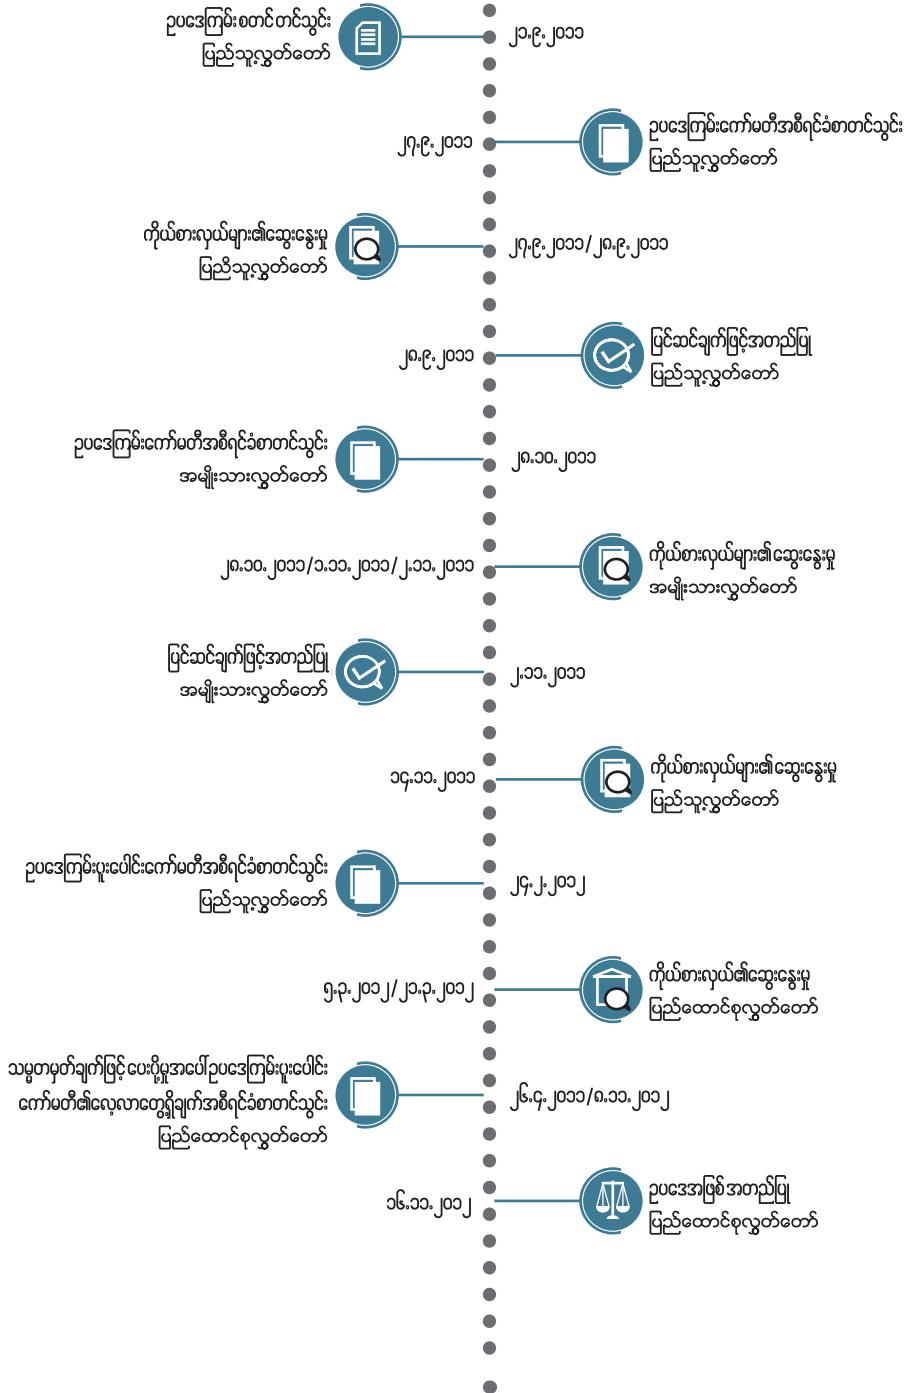 ဥပဒေကြမ်းစတင်တင်သွင်း
ပြည်သူ့လွှတ်တော်
၂၁.၉.၂၀၁၁
၂၇.၉.၂၀၁၁
ဥပဒေကြမ်းကော်မတီအစီရင်ခံစာတင်သွင်း
ပြည်သူ့လွှတ်တော်
ကိုယ်စားလှယ်များ၏ဆွေးနွေးမှု
ပြည်သူ့လွှတ်တော်
၂၇.၉.၂၀၁၁/၂၈.၉.၂၀၁၁
၂၈.၉.၂၀၁၁
ပြင်ဆင်ချက်ဖြင့်အတည်ပြု
ပြည်သူ့လွှတ်တော်
ဥပဒေကြမ်းကော်မတီအစီရင်ခံစာတင်သွင်း
အမျိုးသားလွှတ်တော်
၂၈.၁၀.၂၀၁၁
၂၈.၁၀.၂၀၁၁/၁.၁၁.၂၀၁၁/၂.၁၁.၂၀၁၁
ကိုယ်စားလှယ်များ၏ဆွေးနွေးမှု
အမျိုးသားလွှတ်တော်
ပြင်ဆင်ချက်ဖြင့်အတည်ပြု
အမျိုးသားလွှတ်တော်
၂.၁၁.၂၀၁၁
၁၄.၁၁.၂၀၁၁
ကိုယ်စားလှယ်များ၏ဆွေးနွေးမှု
ပြည်သူ့လွှတ်တော်
ဥပဒေကြမ်းပူးပေါင်းကော်မတီအစီရင်ခံစာတင်သွင်း
ပြည်သူ့လွှတ်တော်
၂၄.၂.၂၀၁၂
၅.၃.၂၀၁၂/၂၁.၃.၂၀၁၂
ကိုယ်စားလှယ်၏ဆွေးနွေးမှု
ပြည်ထောင်စုလွှတ်တော်
သမ္မတမှတ်ချက်ဖြင့် ပေးပို့မှုအပေါ်ဥပဒေကြမ်းပူးပေါင်း
ကော်မတီ၏လေ့လာတွေ့ရှိချက်အစီရင်ခံစာတင်သွင်း
ပြည်ထောင်စုလွှတ်တော်
၂၆.၄.၂၀၁၁/၈.၁၁.၂၀၁၂
၁၆.၁၁.၂၀၁၂
ဥပဒေအဖြစ်အတည်ပြု
ပြည်ထောင်စုလွှတ်တော်